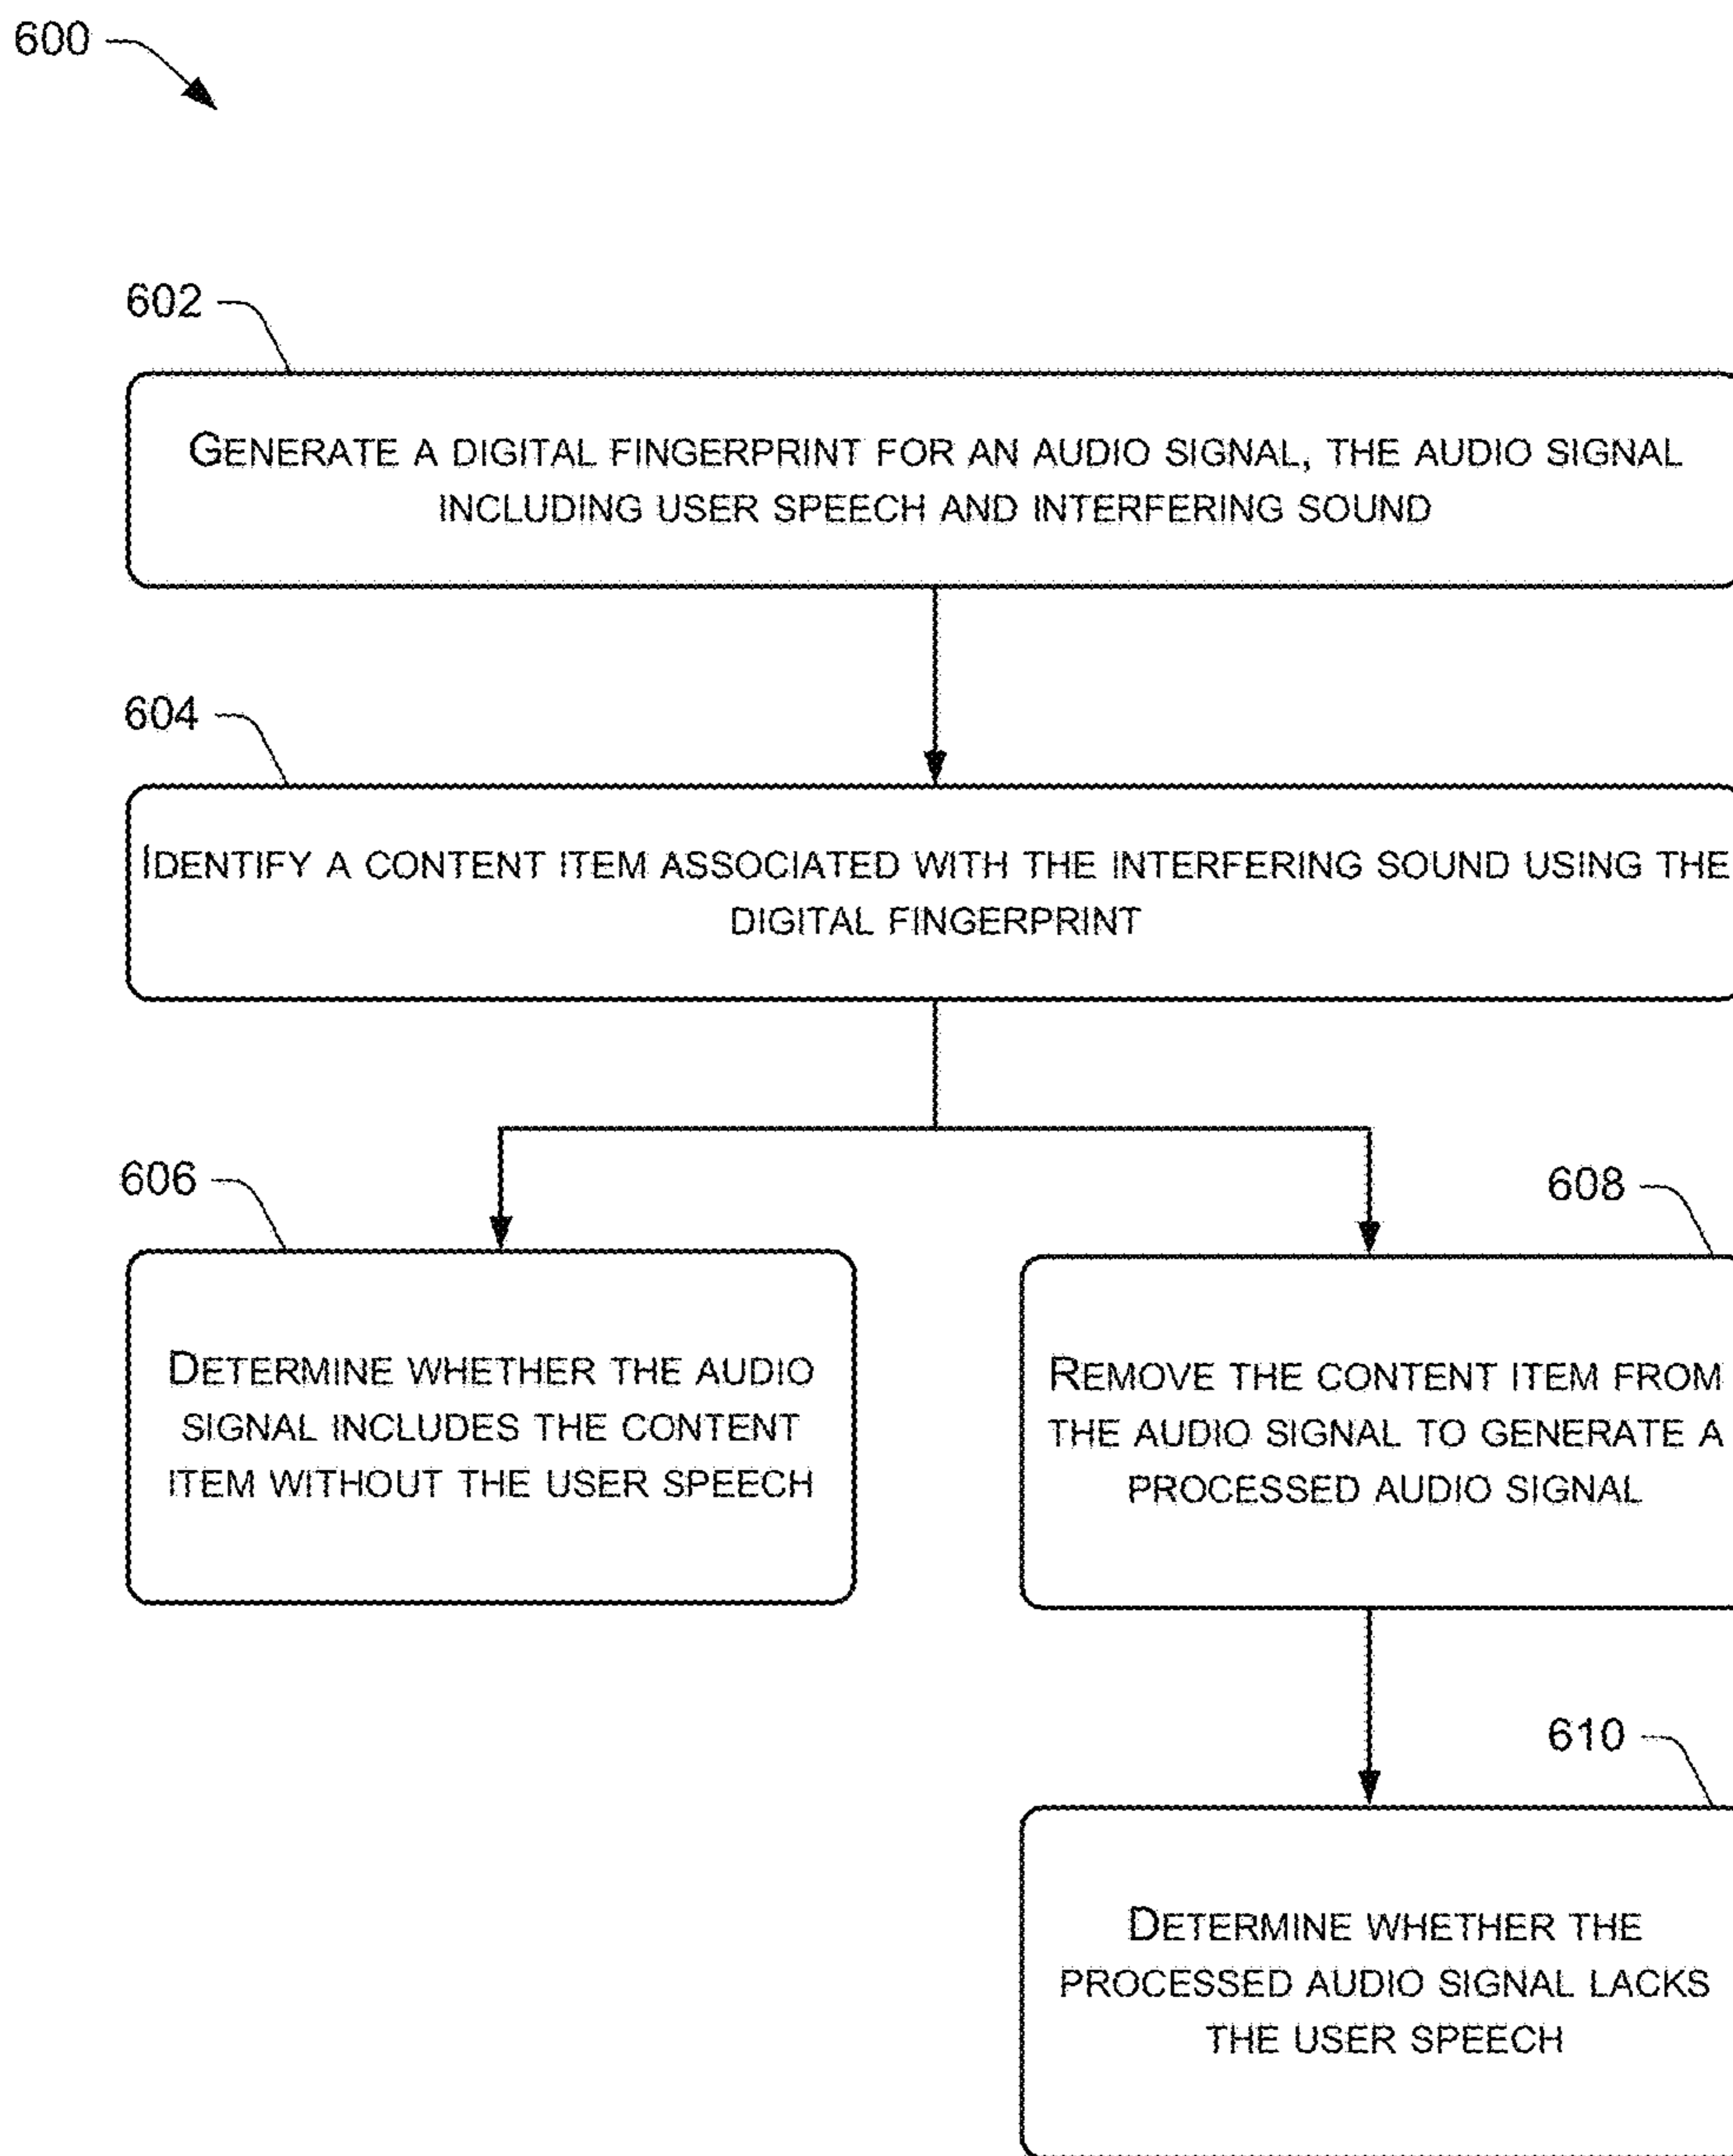 600
602
GENERATE A DIGITAL FINGERPRINT FOR AN AUDIO SIGNAL, THE AUDIO SIGNAL
INCLUDING USER SPEECH AND INTERFERING SOUND
604
IDENTIFY A CONTENT ITEM ASSOCIATED WITH THE INTERFERING SOUND USING THE
DIGITAL FINGERPRINT
606
DETERMINE WHETHER THE AUDIO
SIGNAL INCLUDES THE CONTENT
ITEM WITHOUT THE USER SPEECH
608
REMOVE THE CONTENT ITEM FROM
THE AUDIO SIGNAL TO GENERATE A
PROCESSED AUDIO SIGNAL
610
DETERMINE WHETHER THE
PROCESSED AUDIO SIGNAL LACKS
THE USER SPEECH